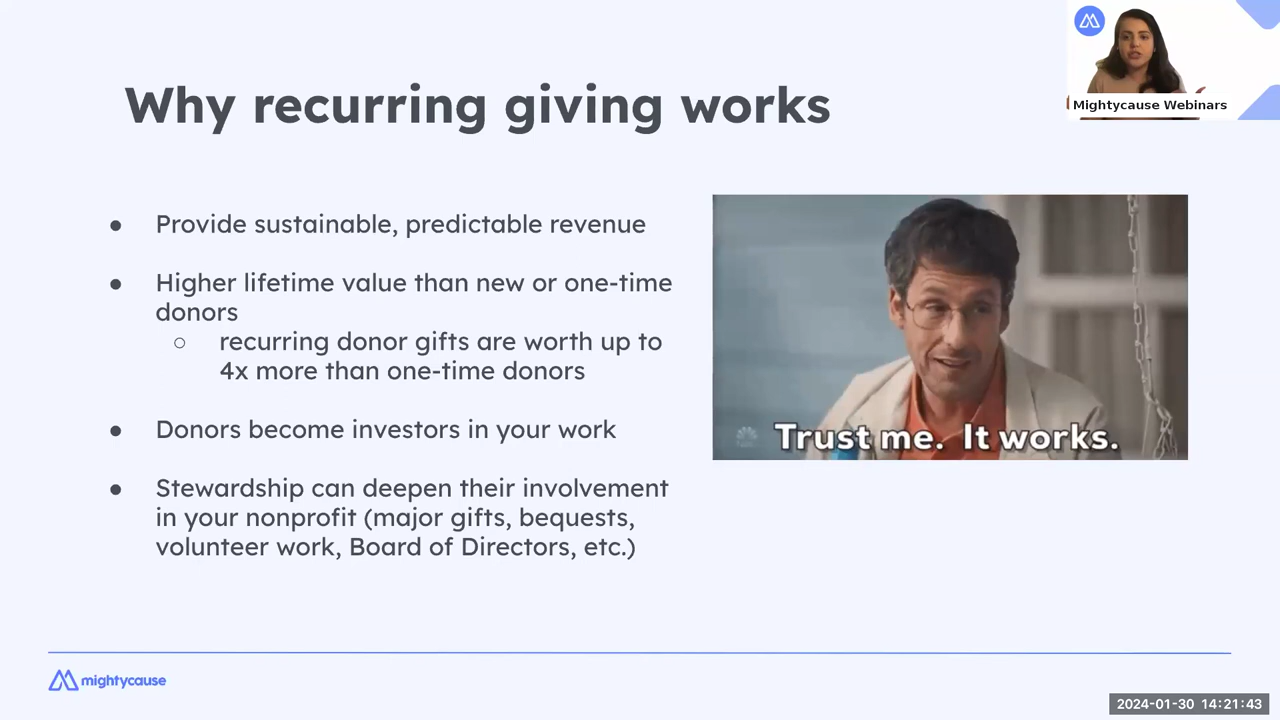 Why recurring giving works
Mightycause Webinars
● Provide sustainable, predictable revenue
● Higher lifetime value than new or one-time
donors
○ recurring donor gifts are worth up to
4x more than one-time donors
● Donors become investors in your work
● Stewardship can deepen their involvement
in your nonprofit (major gifts, bequests,
volunteer work, Board of Directors, etc.)
Trust me. It works.
mightycause
2024-01-30 14:21:43